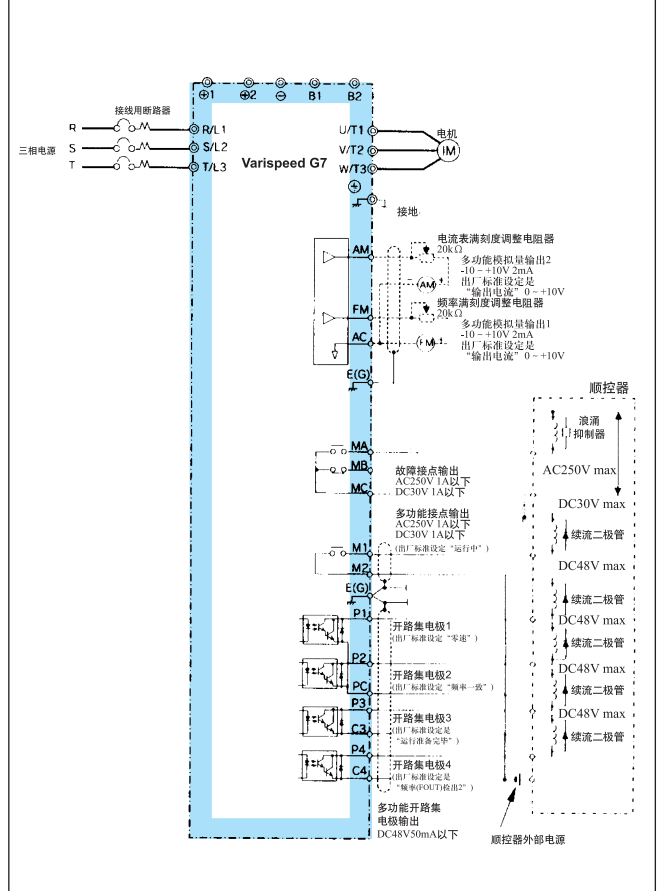 ⊕1 ⊕2 ⊖ B1 B2
接线用断路器
三相电源
R
S
T
R/L1
S/L2
T/L3
Varispeed G7
U/T1
V/T2
W/T3
电机
IM
接地
AM
电流表满刻度调整电阻器
20kΩ
多功能模拟量输出2
-10～+10V 2mA
出厂标准设定是
“输出电流”0～+10V
AM
FM
频率满刻度调整电阻器
20kΩ
多功能模拟量输出1
-10～+10V 2mA
出厂标准设定是
“输出电流”0～+10V
AC
FM
E(G)
顺控器
浪涌
抑制器
AC250V max
DC30V max
续流二极管
DC48V max
续流二极管
DC48V max
续流二极管
DC48V max
续流二极管
DC48V max
续流二极管
顺控器外部电源
MA
MB
MC
故障接点输出
AC250V 1A以下
DC30V 1A以下
多功能接点输出
AC250V 1A以下
DC30V 1A以下
(出厂标准设定“运行中”)
M1
M2
E(G)
P1
开路集电极1
(出厂标准设定“零速”)
P2
开路集电极2
(出厂标准设定“频率一致”)
PC
P3
开路集电极3
(出厂标准设定是
“运行准备完毕”)
C3
P4
开路集电极4
(出厂标准设定是
“频率(FOUT)检出2”)
C4
多功能开路集
电极输出
DC48V50mA以下